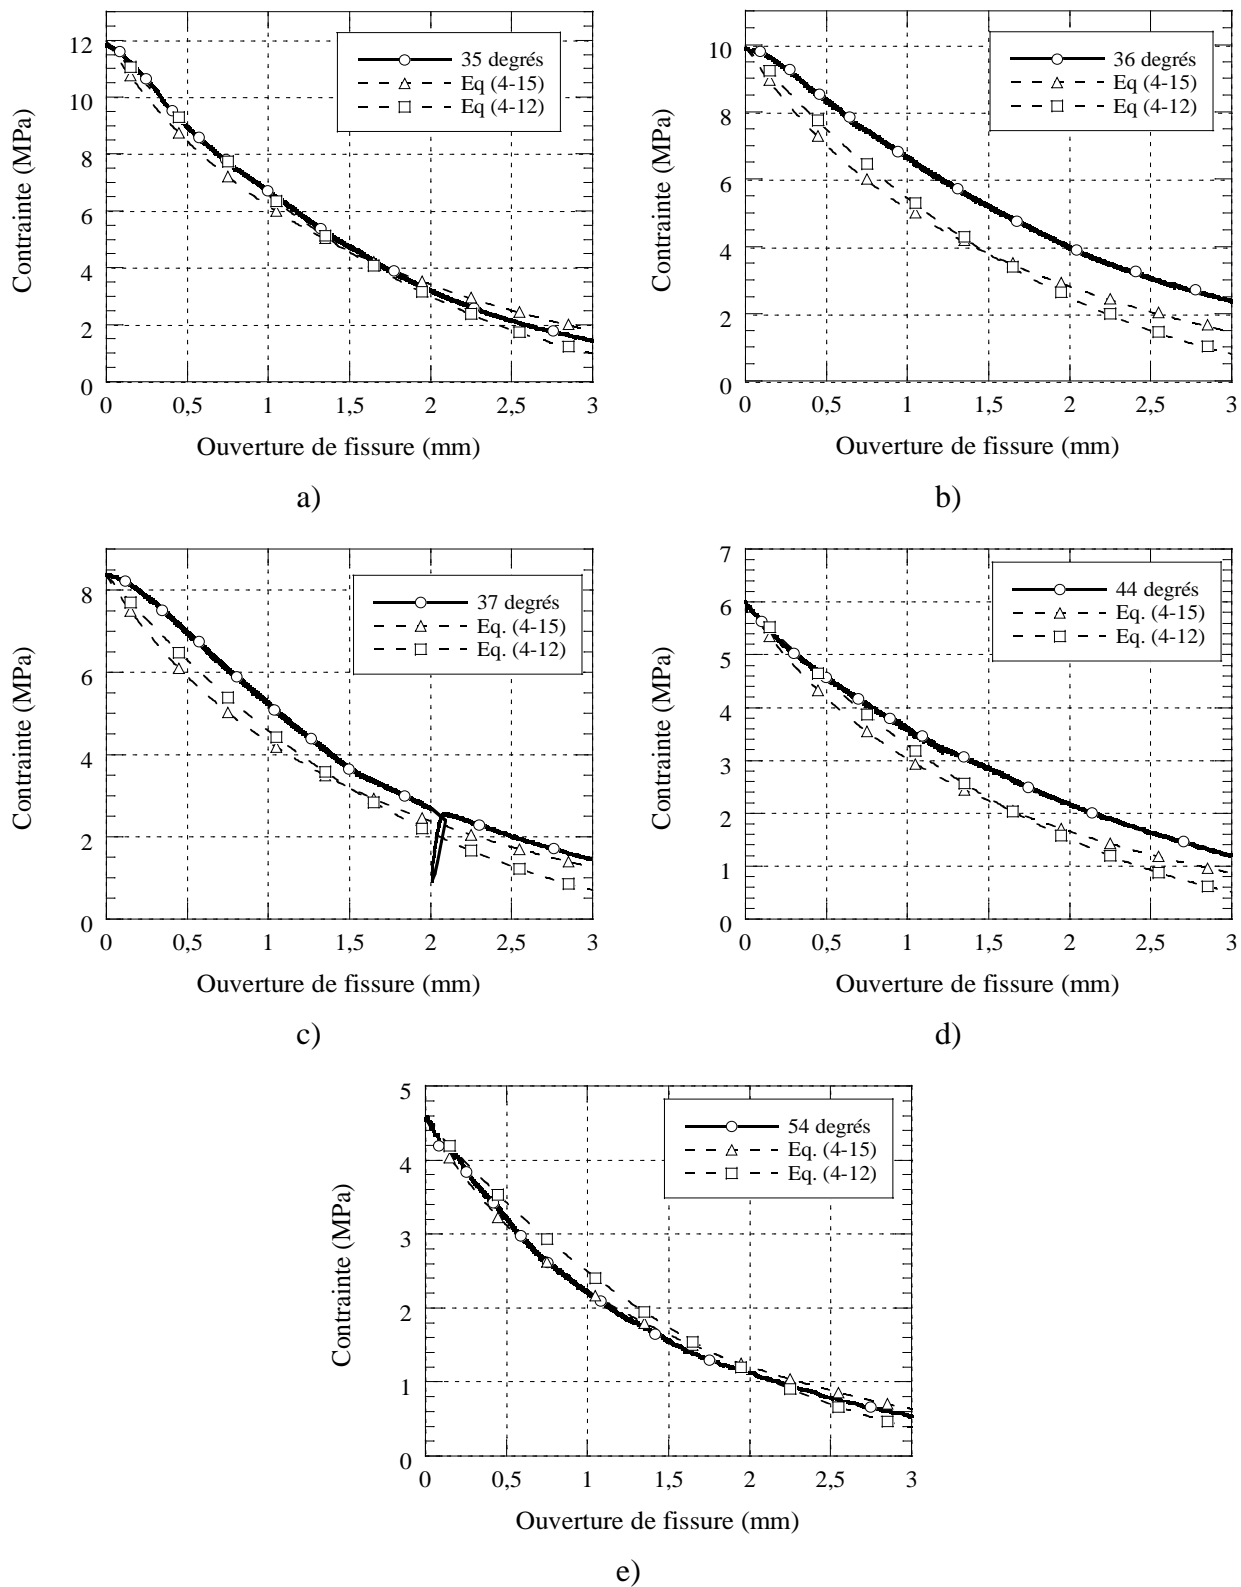 12
10
8
6
4
2
0
Contrainte (MPa)
35 degrés
Eq (4-15)
Eq (4-12)
0 0,5 1 1,5 2 2,5 3
Ouverture de fissure (mm)
a)
10
8
6
4
2
0
Contrainte (MPa)
36 degrés
Eq (4-15)
Eq (4-12)
0 0,5 1 1,5 2 2,5 3
Ouverture de fissure (mm)
b)
8
6
4
2
0
Contrainte (MPa)
37 degrés
Eq. (4-15)
Eq. (4-12)
0 0,5 1 1,5 2 2,5 3
Ouverture de fissure (mm)
c)
7
6
5
4
3
2
1
0
Contrainte (MPa)
44 degrés
Eq. (4-15)
Eq. (4-12)
0 0,5 1 1,5 2 2,5 3
Ouverture de fissure (mm)
d)
5
4
3
2
1
0
Contrainte (MPa)
54 degrés
Eq. (4-15)
Eq. (4-12)
0 0,5 1 1,5 2 2,5 3
Ouverture de fissure (mm)
e)